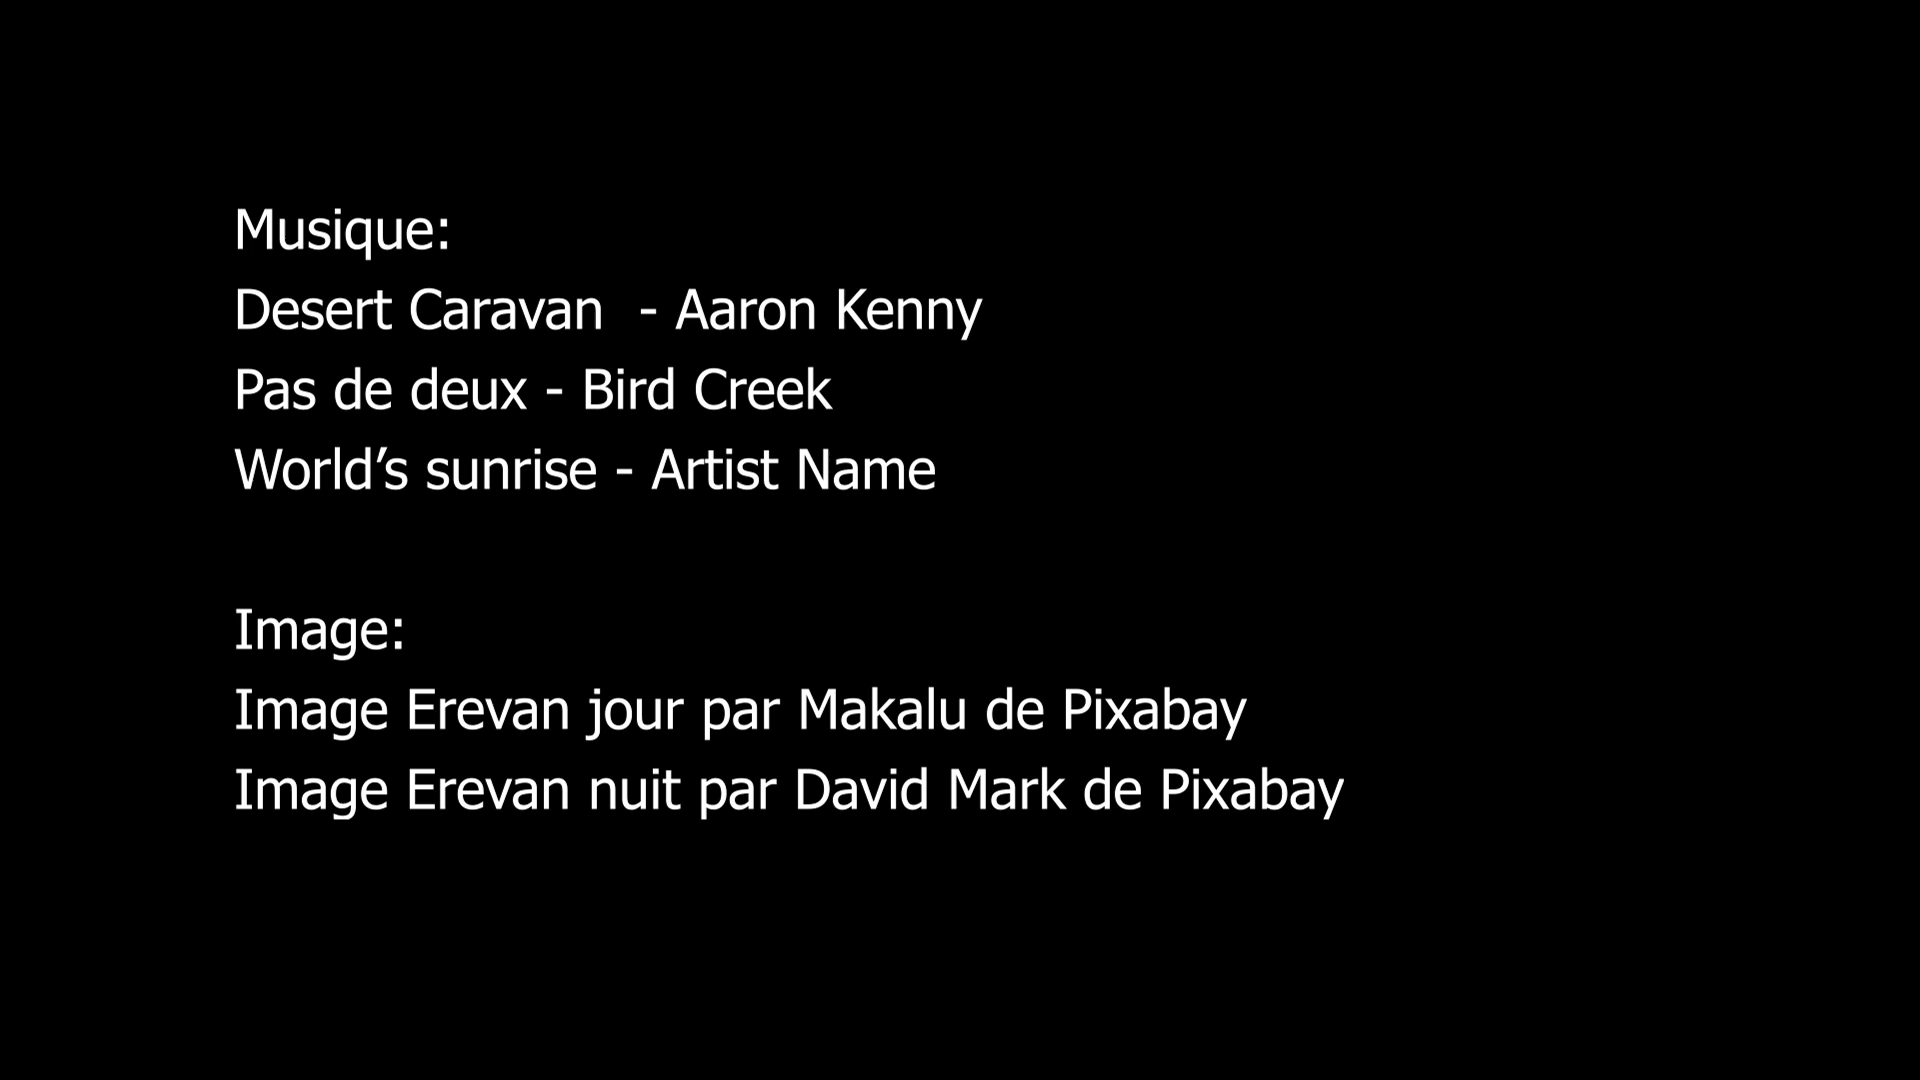 Musique:
Desert Caravan  - Aaron Kenny
Pas de deux - Bird Creek
World’s sunrise - Artist Name
Image:
Image Erevan jour par Makalu de Pixabay
Image Erevan nuit par David Mark de Pixabay